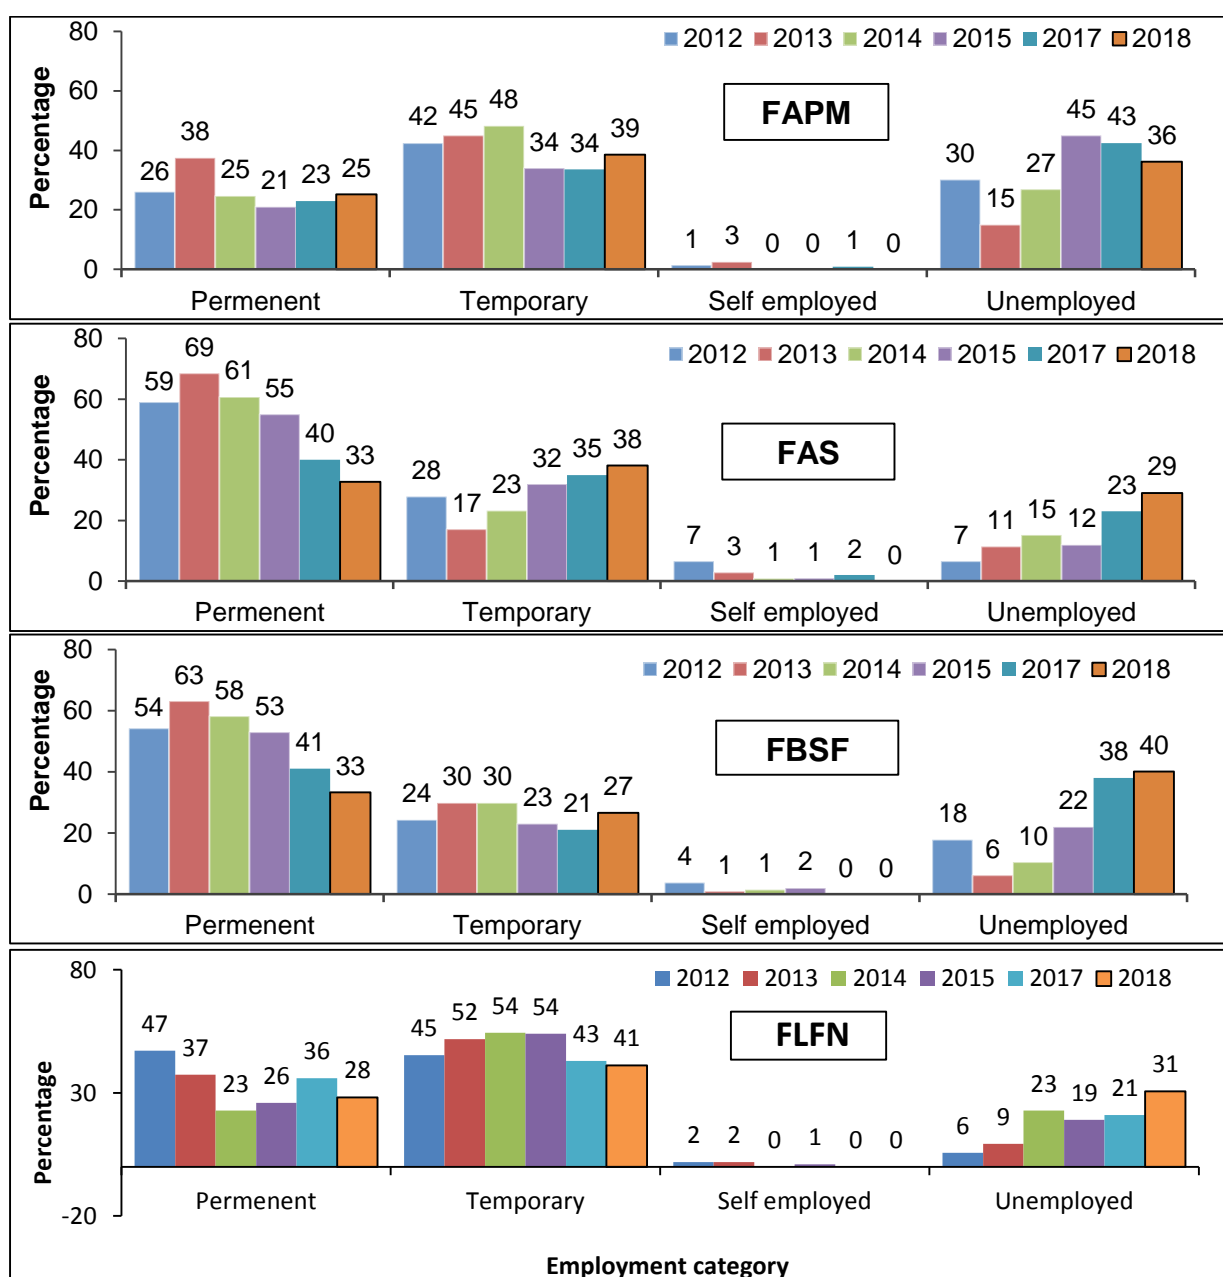 80
2012 2013 2014 2015 2017 2018
60
40
20
0
Percentage
FAPM
26 38 25 21 23 25
42 45 48 34 34 39
1 3 0 0 1 0
30 15 27 45 43 36
Permenent Temporary Self employed Unemployed
80
2012 2013 2014 2015 2017 2018
60
40
20
0
Percentage
FAS
59 69 61 55 40 33
28 17 23 32 35 38
7 3 1 1 2 0
7 11 15 12 23 29
Permenent Temporary Self employed Unemployed
80
2012 2013 2014 2015 2017 2018
60
40
20
0
Percentage
FBSF
54 63 58 53 41 33
24 30 30 23 21 27
4 1 1 2 0 0
18 6 10 22 38 40
Permenent Temporary Self employed Unemployed
80
2012 2013 2014 2015 2017 2018
30
-20
Percentage
FLFN
47 37 23 26 36 28
45 52 54 54 43 41
2 2 0 1 0 0
6 9 23 19 21 31
Permenent Temporary Self employed Unemployed
Employment category